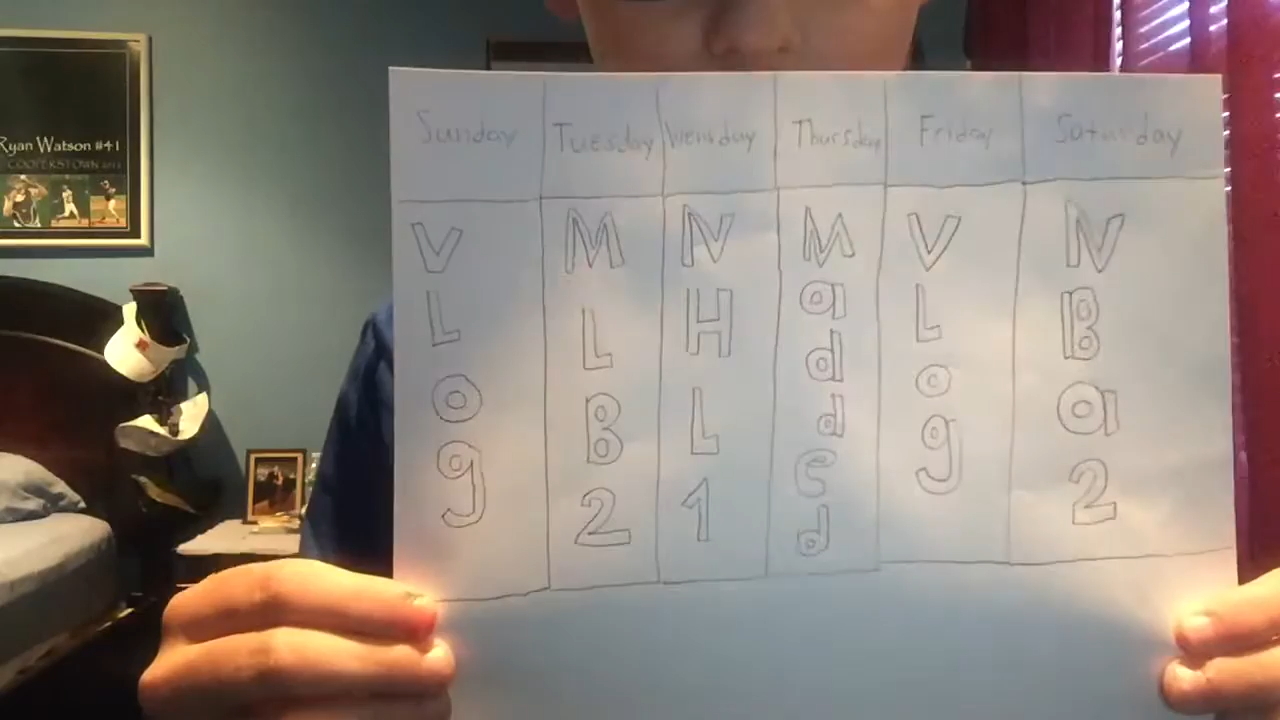 Ryan Watson #41
COOPERSTOWN
Sunday Tuesday Wensday Thursday Friday Saturday
V M N M V N
L L H a L B
o B L d o a
g 2 1 d g 2
e
d